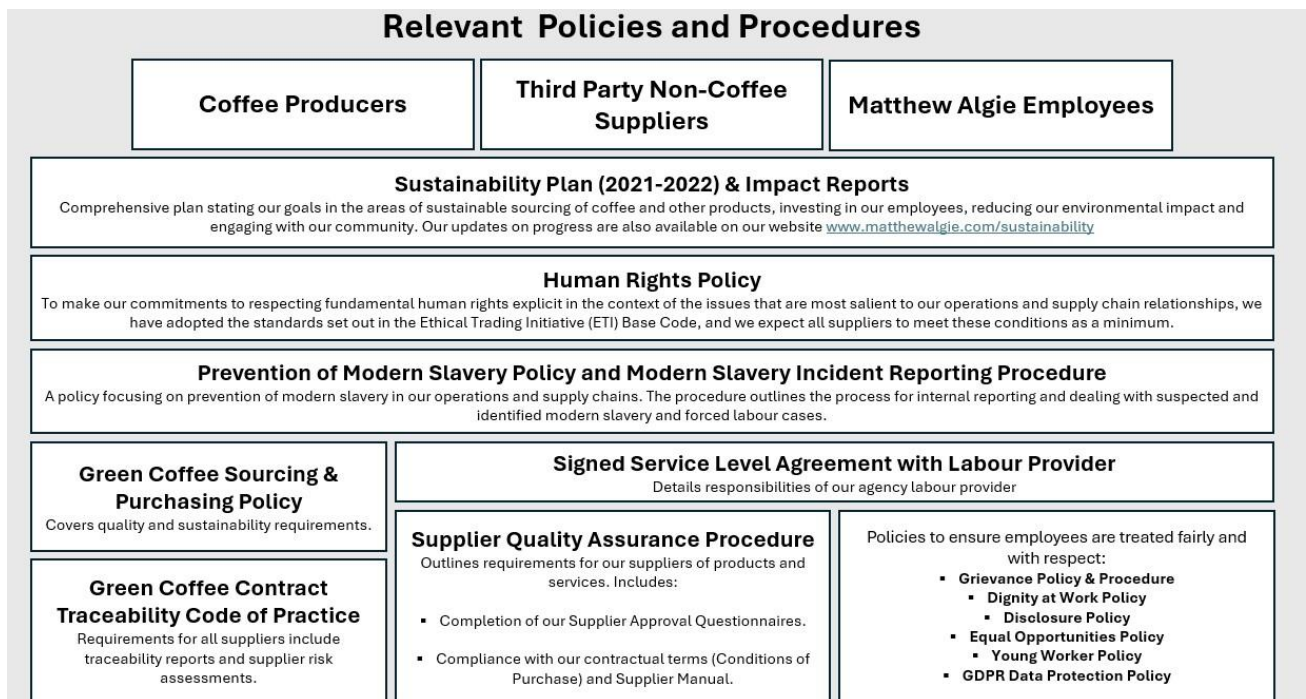 Relevant Policies and Procedures
Coffee Producers
Third Party Non-Coffee
Suppliers
Matthew Algie Employees
Sustainability Plan (2021-2022) & Impact Reports
Comprehensive plan stating our goals in the areas of sustainable sourcing of coffee and other products, investing in our employees, reducing our environmental impact and
engaging with our community. Our updates on progress are also available on our website www.matthewalgie.com/sustainability
Human Rights Policy
To make our commitments to respecting fundamental human rights explicit in the context of the issues that are most salient to our operations and supply chain relationships, we
have adopted the standards set out in the Ethical Trading Initiative (ETI) Base Code, and we expect all suppliers to meet these conditions as a minimum.
Prevention of Modern Slavery Policy and Modern Slavery Incident Reporting Procedure
A policy focusing on prevention of modern slavery in our operations and supply chains. The procedure outlines the process for internal reporting and dealing with suspected and
identified modern slavery and forced labour cases.
Green Coffee Sourcing &
Purchasing Policy
Covers quality and sustainability requirements.
Green Coffee Contract
Traceability Code of Practice
Requirements for all suppliers include
traceability reports and supplier risk
assessments.
Signed Service Level Agreement with Labour Provider
Details responsibilities of our agency labour provider
Supplier Quality Assurance Procedure
Outlines requirements for our suppliers of products and
services. Includes:
▪ Completion of our Supplier Approval Questionnaires.
▪ Compliance with our contractual terms (Conditions of
Purchase) and Supplier Manual.
Policies to ensure employees are treated fairly and
with respect:
▪ Grievance Policy & Procedure
▪ Dignity at Work Policy
▪ Disclosure Policy
▪ Equal Opportunities Policy
▪ Young Worker Policy
▪ GDPR Data Protection Policy